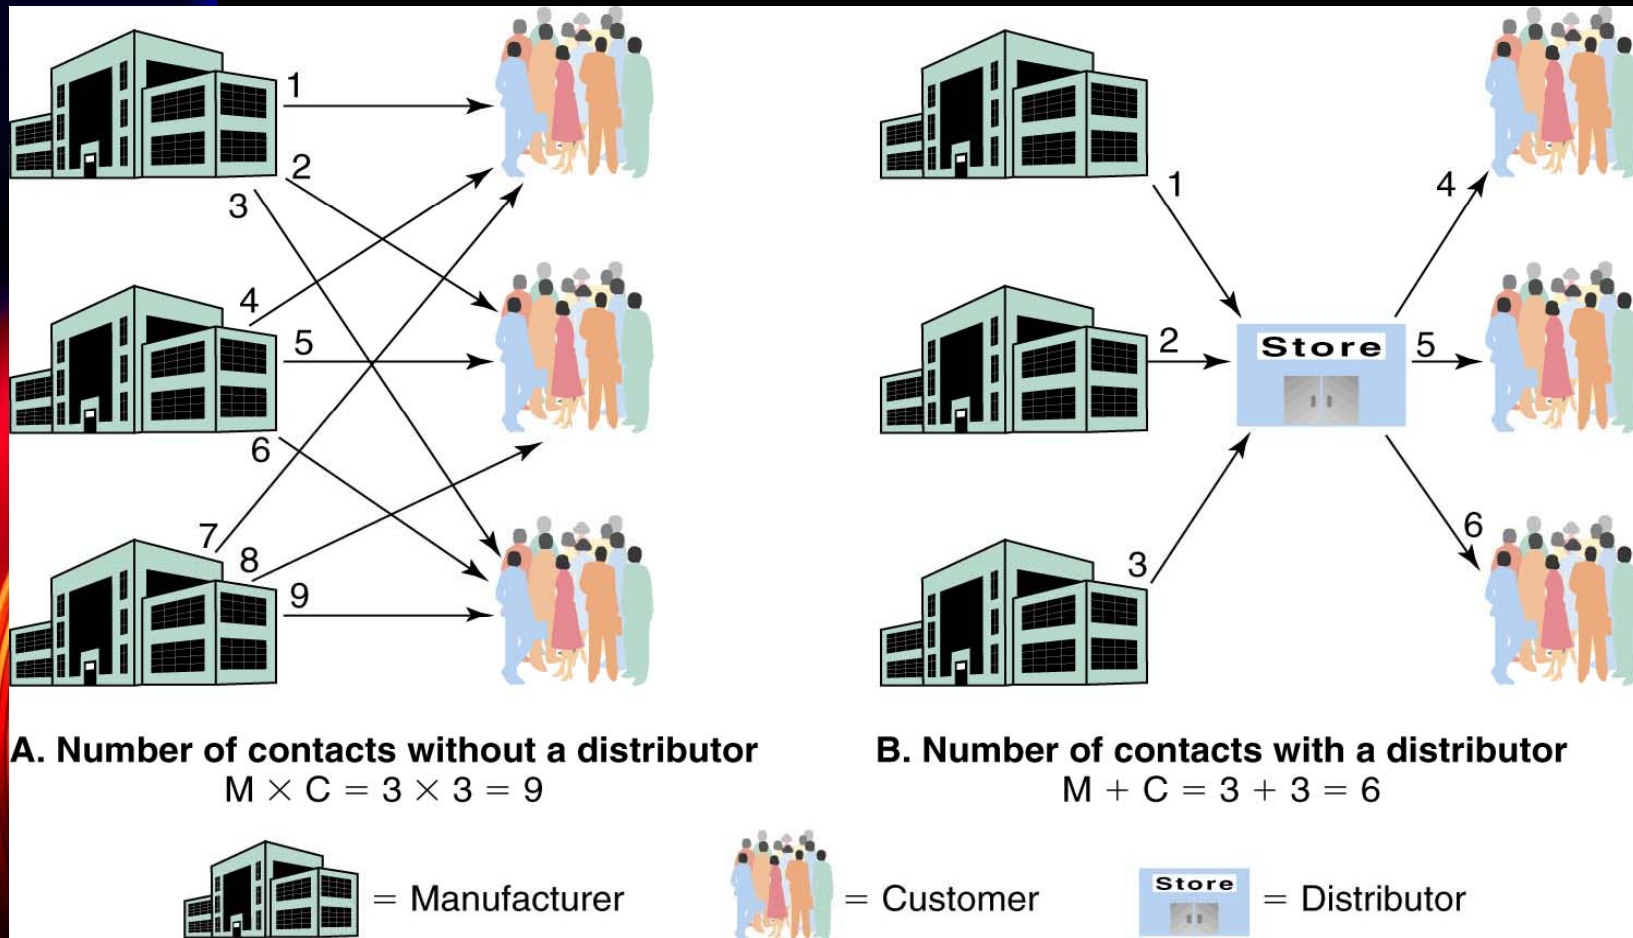 1
2
3
4
5
6
7
8
9
A. Number of contacts without a distributor
M × C = 3 × 3 = 9
1
2
3
Store
4
5
6
B. Number of contacts with a distributor
M + C = 3 + 3 = 6
= Manufacturer
= Customer
Store
= Distributor